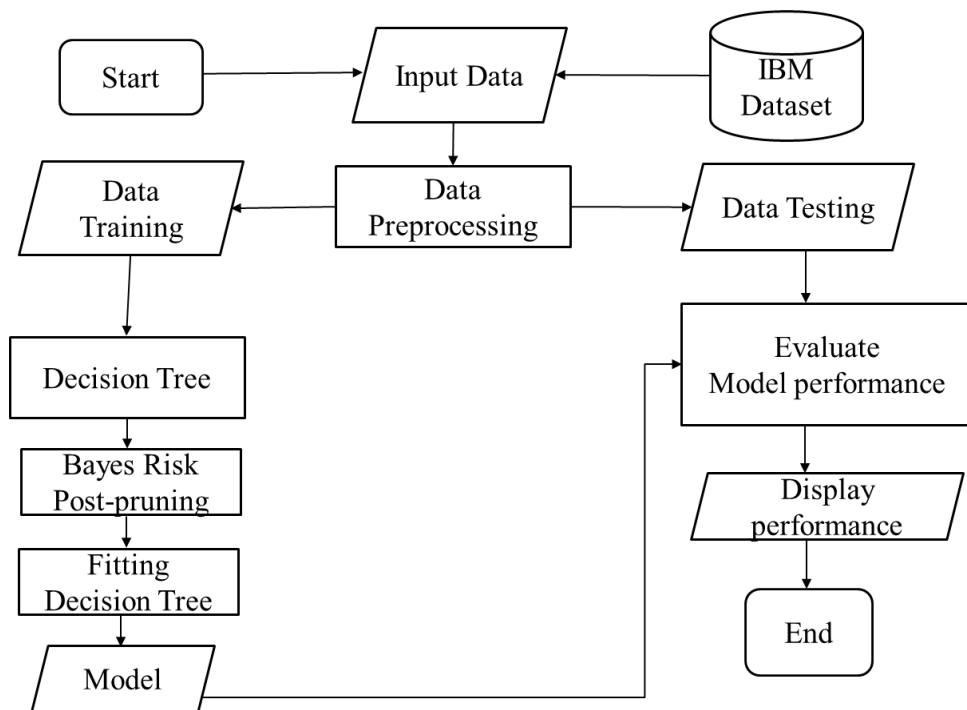 Start
Input Data
IBM
Dataset
Data
Training
Data
Preprocessing
Data Testing
Decision Tree
Evaluate
Model performance
Bayes Risk
Post-pruning
Display
performance
Fitting
Decision Tree
End
Model